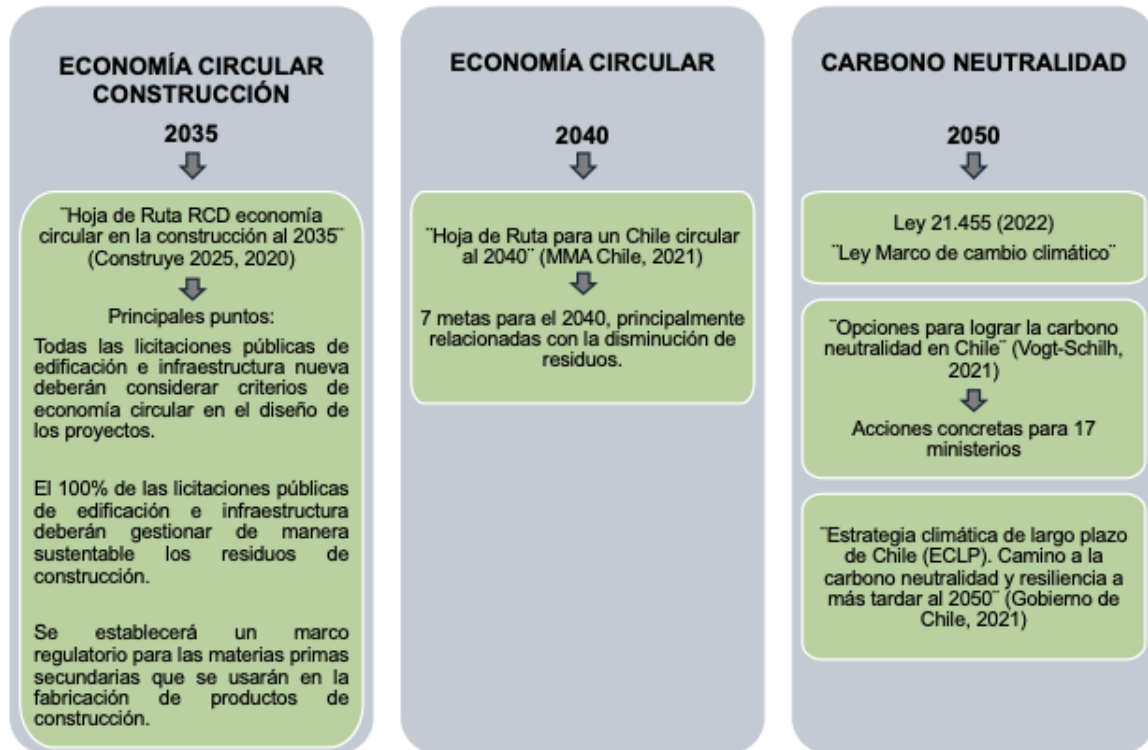 ECONOMÍA CIRCULAR
CONSTRUCCIÓN
2035
¨Hoja de Ruta RCD economía
circular en la construcción al 2035¨
(Construye 2025, 2020)
Principales puntos:
Todas las licitaciones públicas de
edificación e infraestructura nueva
deberán considerar criterios de
economía circular en el diseño de
los proyectos.
El 100% de las licitaciones públicas
de edificación e infraestructura
deberán gestionar de manera
sustentable los residuos de
construcción.
Se establecerá un marco
regulatorio para las materias primas
secundarias que se usarán en la
fabricación de productos de
construcción.
ECONOMÍA CIRCULAR
2040
¨Hoja de Ruta para un Chile circular
al 2040¨ (MMA Chile, 2021)
7 metas para el 2040, principalmente
relacionadas con la disminución de
residuos.
CARBONO NEUTRALIDAD
2050
Ley 21.455 (2022)
¨Ley Marco de cambio climático¨
¨Opciones para lograr la carbono
neutralidad en Chile¨ (Vogt-Schilh,
2021)
Acciones concretas para 17
ministerios
¨Estrategia climática de largo plazo
de Chile (ECLP). Camino a la
carbono neutralidad y resiliencia a
más tardar al 2050¨ (Gobierno de
Chile, 2021)